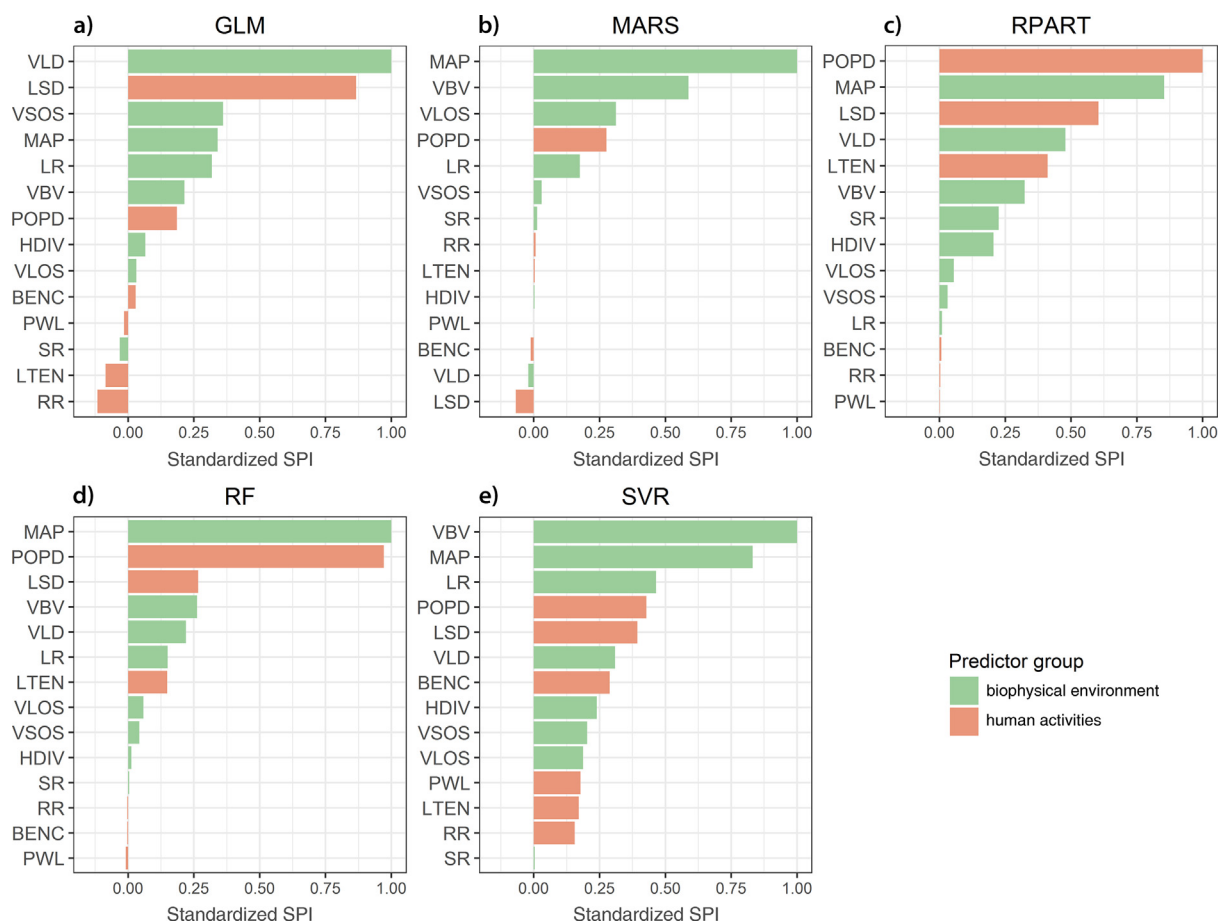 a) GLM
VLD
LSD
VSOS
MAP
LR
VBV
POPD
HDIV
VLOS
BENC
PWL
SR
LTEN
RR
0.00 0.25 0.50 0.75 1.00
Standardized SPI
b) MARS
MAP
VBV
VLOS
POPD
LR
VSOS
SR
RR
LTEN
HDIV
PWL
BENC
VLD
LSD
0.00 0.25 0.50 0.75 1.00
Standardized SPI
c) RPART
POPD
MAP
LSD
VLD
LTEN
VBV
SR
HDIV
VLOS
VSOS
LR
BENC
RR
PWL
0.00 0.25 0.50 0.75 1.00
Standardized SPI
d) RF
MAP
POPD
LSD
VBV
VLD
LR
LTEN
VLOS
VSOS
HDIV
SR
RR
BENC
PWL
0.00 0.25 0.50 0.75 1.00
Standardized SPI
e) SVR
VBV
MAP
LR
POPD
LSD
VLD
BENC
HDIV
VSOS
VLOS
PWL
LTEN
RR
SR
0.00 0.25 0.50 0.75 1.00
Standardized SPI
Predictor group
biophysical environment
human activities